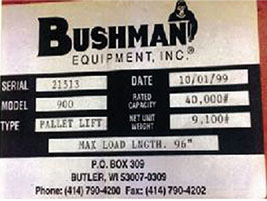 BUSHMAN
EQUIPMENT, INC.®
SERIAL 21513 DATE 10/01/99
MODEL 900 RATED CAPACITY 40,000#
TYPE PALLET LIFT NET UNIT WEIGHT 9,100#
MAX LOAD LNGTH. 96"
P.O. BOX 309
BUTLER, WI 53007-0309
Phone: (414) 790-4200 Fax: (414) 790-4202